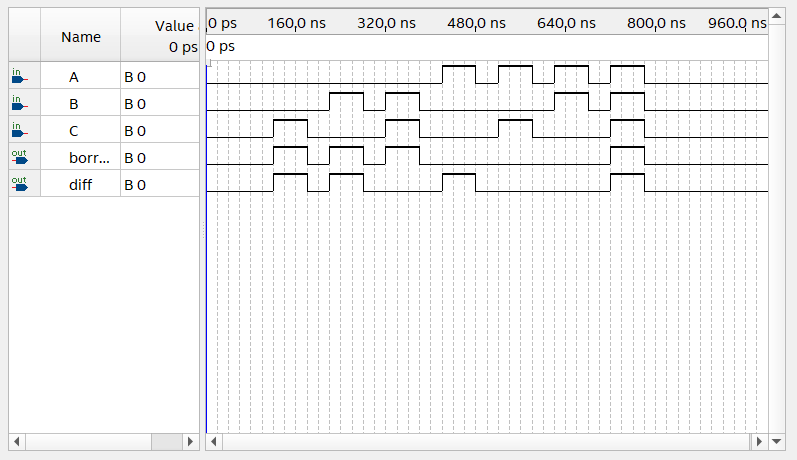 Name
Value
0 ps
0 ps
160,0 ns
320,0 ns
480,0 ns
640,0 ns
800,0 ns
960,0 ns
0 ps
in
A
B 0
in
B
B 0
in
C
B 0
out
borr...
B 0
out
diff
B 0